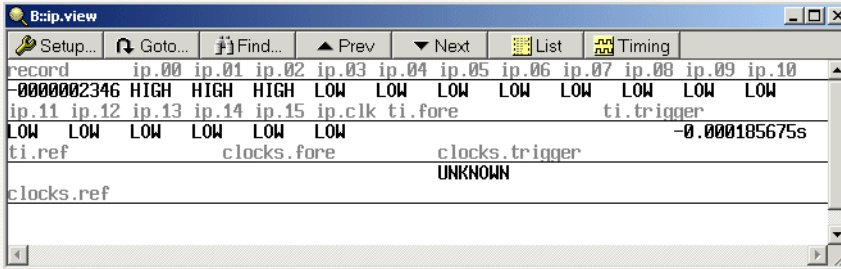 B::ip.view
Setup... Goto... Find... Prev Next List Timing
record ip.00 ip.01 ip.02 ip.03 ip.04 ip.05 ip.06 ip.07 ip.08 ip.09 ip.10
-0000002346 HIGH HIGH HIGH LOW LOW LOW LOW LOW LOW LOW LOW
ip.11 ip.12 ip.13 ip.14 ip.15 ip.clk ti.fore ti.trigger
LOW LOW LOW LOW LOW LOW -0.000185675s
ti.ref clocks.fore clocks.trigger
UNKNOWN
clocks.ref